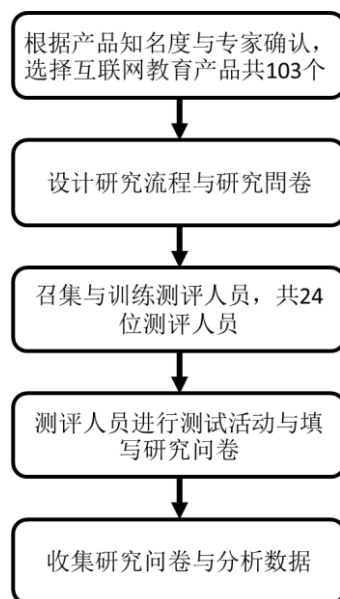 根据产品知名度与专家确认，
选择互联网教育产品共103个
设计研究流程与研究問卷
召集与训练测评人员，共24
位测评人员
测评人员进行测试活动与填
写研究问卷
收集研究问卷与分析数据